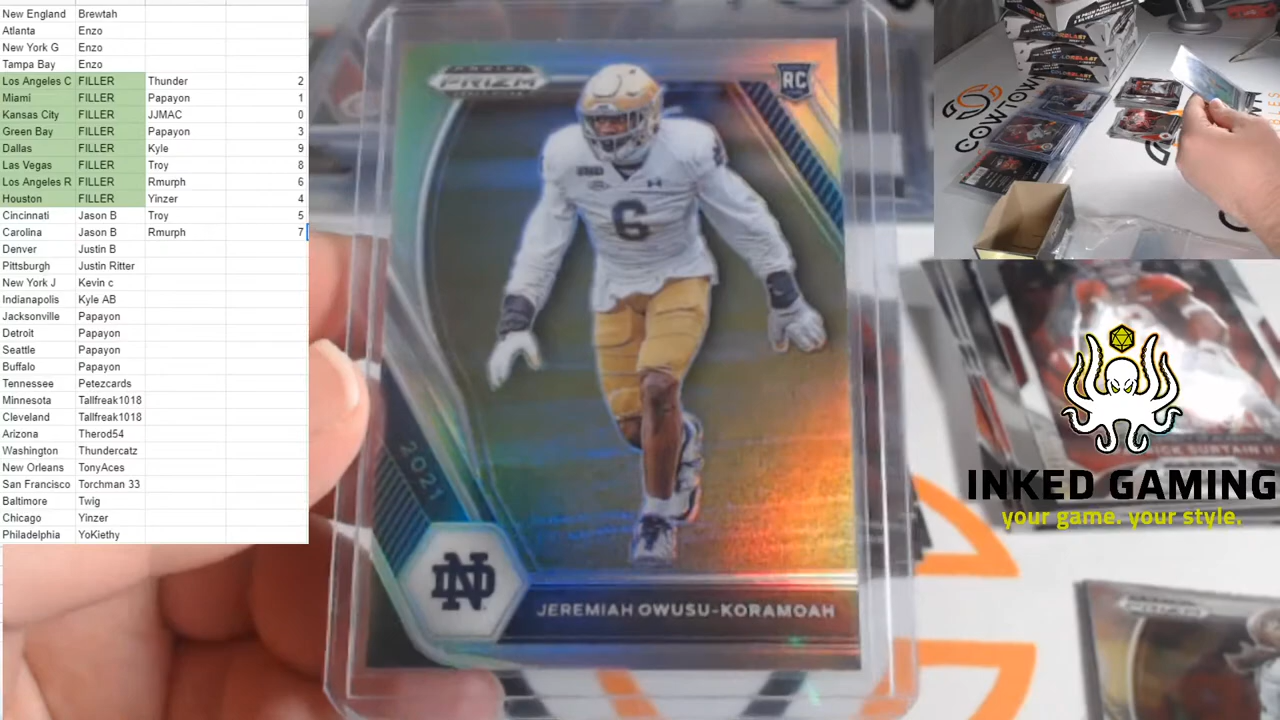 New England Brewtah
Atlanta Enzo
New York G Enzo
Tampa Bay Enzo
Los Angeles C FILLER Thunder 2
Miami FILLER Papayon 1
Kansas City FILLER JJMAC 0
Green Bay FILLER Papayon 3
Dallas FILLER Kyle 9
Las Vegas FILLER Troy 8
Los Angeles R FILLER Rmurph 6
Houston FILLER Yinzer 4
Cincinnati Jason B Troy 5
Carolina Jason B Rmurph 7
Denver Justin B
Pittsburgh Justin Ritter
New York J Kevin c
Indianapolis Kyle AB
Jacksonville Papayon
Detroit Papayon
Seattle Papayon
Buffalo Papayon
Tennessee Petezcards
Minnesota Tallfreak1018
Cleveland Tallfreak1018
Arizona Therod54
Washington Thundercatz
New Orleans TonyAces
San Francisco Torchman 33
Baltimore Twig
Chicago Yinzer
Philadelphia YoKiethy
PANINI
PRIZM
RC
6
2021
ND
JEREMIAH OWUSU-KORAMOAH
COWTOWN
SURTAIN II
INKED GAMING
your game. your style.